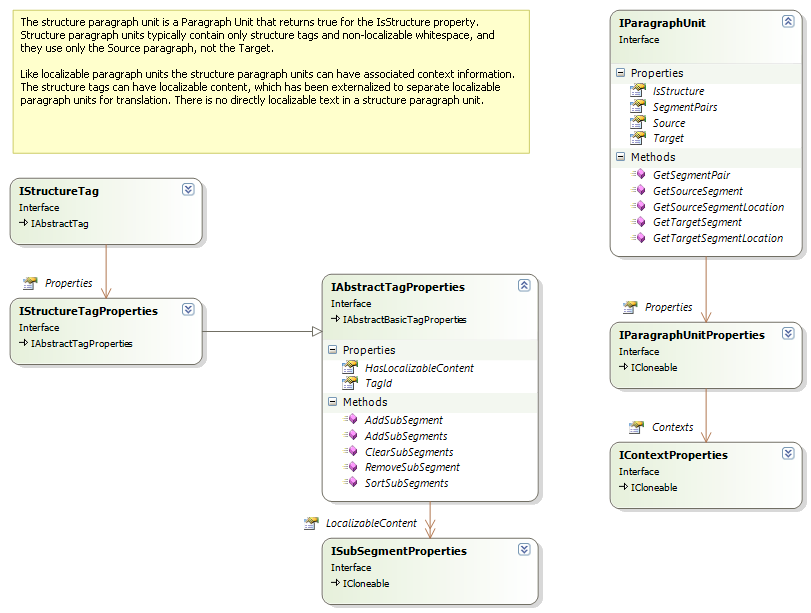 The structure paragraph unit is a Paragraph Unit that returns true for the IsStructure property.
Structure paragraph units typically contain only structure tags and non-localizable whitespace, and
they use only the Source paragraph, not the Target.
Like localizable paragraph units the structure paragraph units can have associated context information.
The structure tags can have localizable content, which has been externalized to separate localizable
paragraph units for translation. There is no directly localizable text in a structure paragraph unit.
IStructureTag
Interface
IAbstractTag
Properties
IStructureTagProperties
Interface
IAbstractTagProperties
IAbstractTagProperties
Interface
IAbstractBasicTagProperties
Properties
HasLocalizableContent
TagId
Methods
AddSubSegment
AddSubSegments
ClearSubSegments
RemoveSubSegment
SortSubSegments
LocalizableContent
ISubSegmentProperties
Interface
ICloneable
IParagraphUnit
Interface
Properties
IsStructure
SegmentPairs
Source
Target
Methods
GetSegmentPair
GetSourceSegment
GetSourceSegmentLocation
GetTargetSegment
GetTargetSegmentLocation
Properties
IParagraphUnitProperties
Interface
ICloneable
Contexts
IContextProperties
Interface
ICloneable